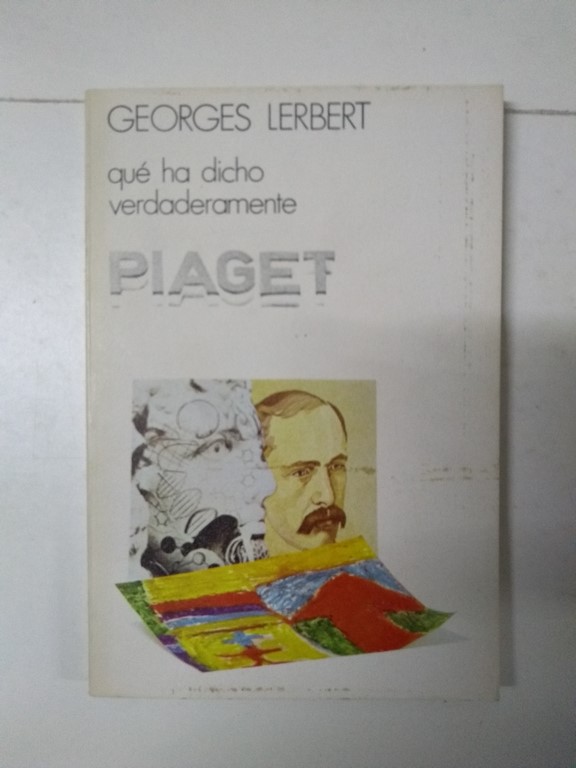 GEORGES LERBERT
qué ha dicho
verdaderamente
PIAGET